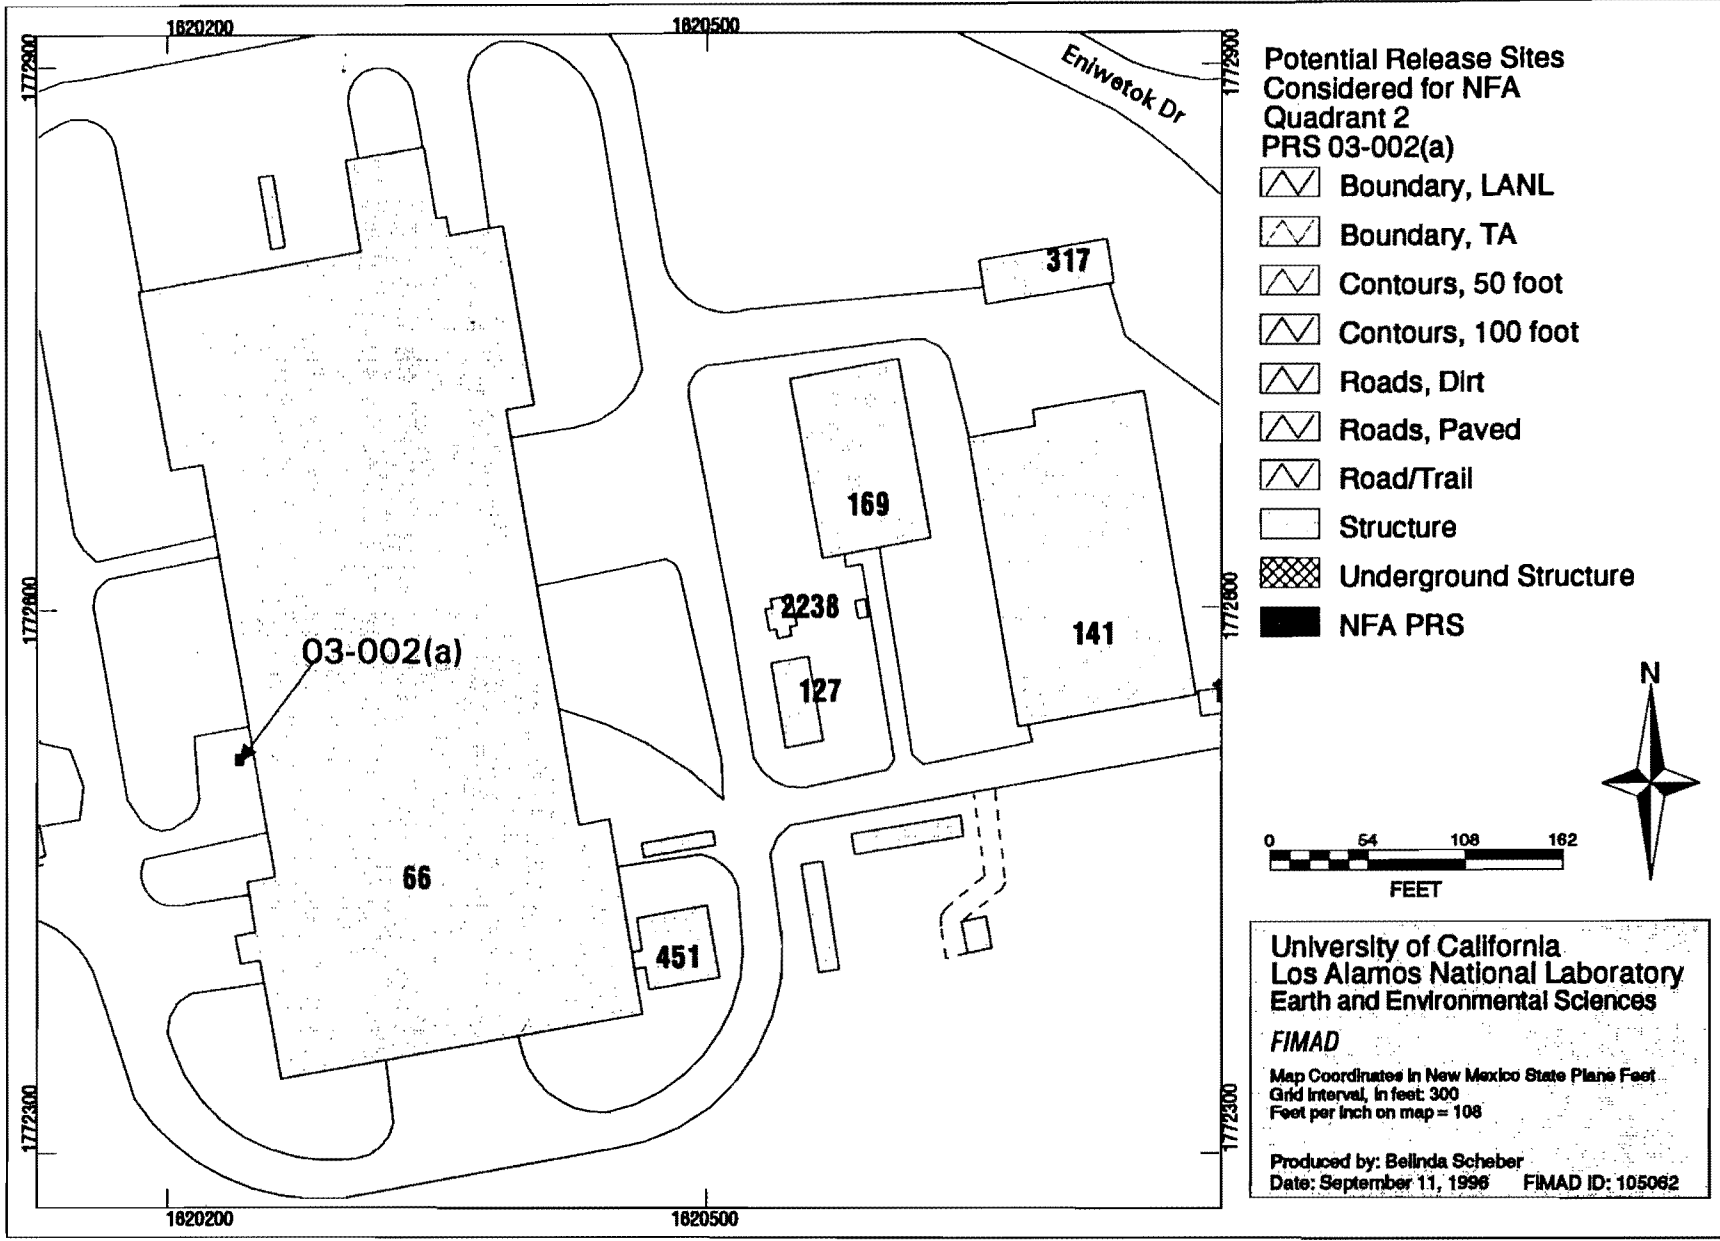 1620200
1620500
1772900
1772900
Eniwetok Dr
317
169
2238
127
141
1772600
1772600
03-002(a)
66
451
1772300
1772300
1620200
1620500
Potential Release Sites
Considered for NFA
Quadrant 2
PRS 03-002(a)
Boundary, LANL
Boundary, TA
Contours, 50 foot
Contours, 100 foot
Roads, Dirt
Roads, Paved
Road/Trail
Structure
Underground Structure
NFA PRS
N
0 54 108 162
FEET
University of California
Los Alamos National Laboratory
Earth and Environmental Sciences
FIMAD
Map Coordinates in New Mexico State Plane Feet
Grid Interval, in feet: 300
Feet per inch on map = 108
Produced by: Belinda Scheber
Date: September 11, 1996 FIMAD ID: 105062